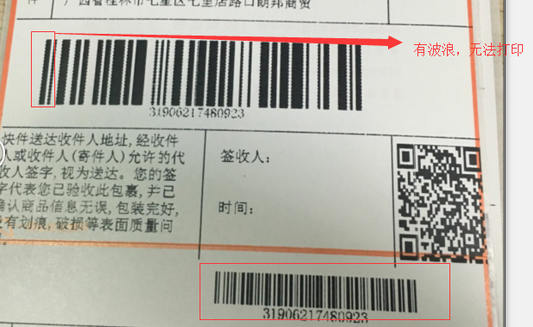 件
广西省桂林市七星区七里店路口朗邦商贸
有波浪，无法打印
31906217480923
快件送达收件人地址,经收件
人或收件人(寄件人)允许的代
收人签字,视为送达。您的签
字代表您已验收此包裹,并已
确认商品信息无误,包装完好,
没有划痕,破损等表面质量问
签收人：
时间：
31906217480923